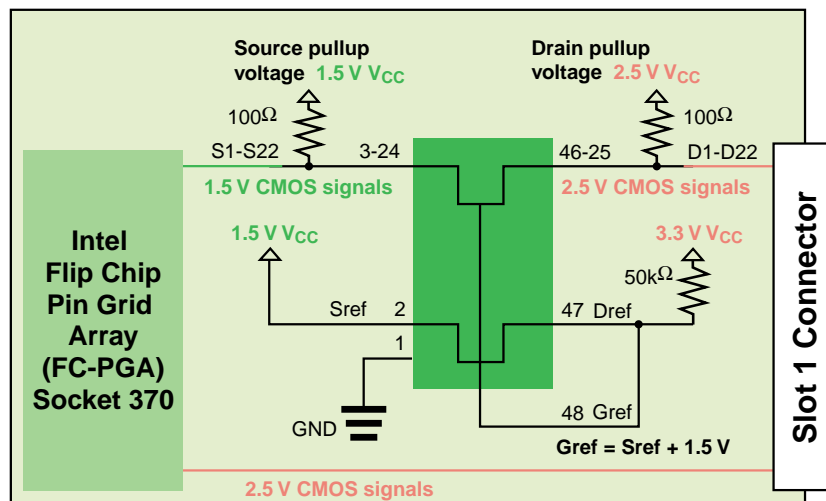 Source pullup
voltage 1.5 V VCC
Drain pullup
voltage 2.5 V VCC
100Ω
100Ω
S1-S22
3-24
46-25
D1-D22
1.5 V CMOS signals
2.5 V CMOS signals
1.5 V VCC
3.3 V VCC
50kΩ
Intel
Flip Chip
Pin Grid
Array
(FC-PGA)
Socket 370
Sref
2
47
Dref
1
GND
48
Gref
Gref = Sref + 1.5 V
2.5 V CMOS signals
Slot 1 Connector